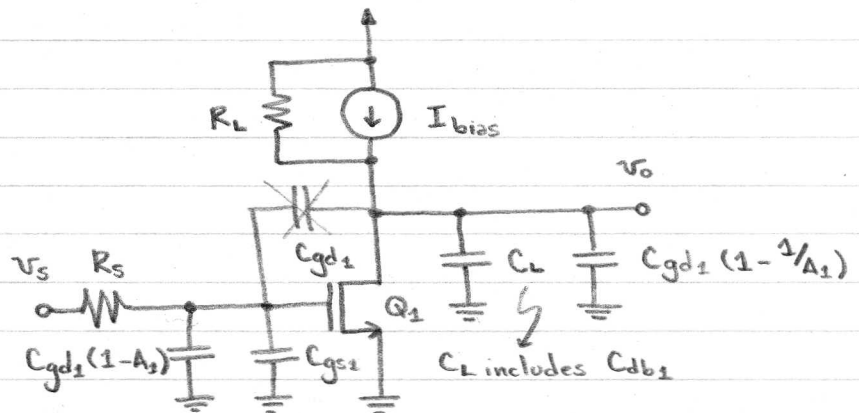 R_L
I_bias
v_o
C_gd1
v_s
R_s
Q_1
C_L
C_gd1 (1 - 1/A_1)
C_gd1 (1-A_1)
C_gs1
C_L includes C_db1